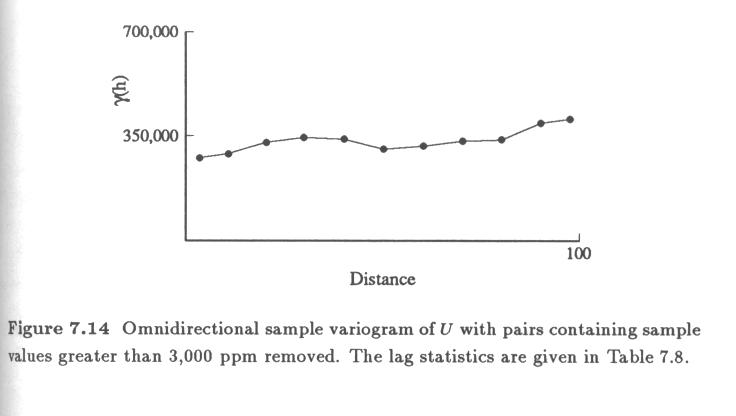 700,000
γ(h)
350,000
100
Distance
Figure 7.14 Omnidirectional sample variogram of U with pairs containing sample
values greater than 3,000 ppm removed. The lag statistics are given in Table 7.8.